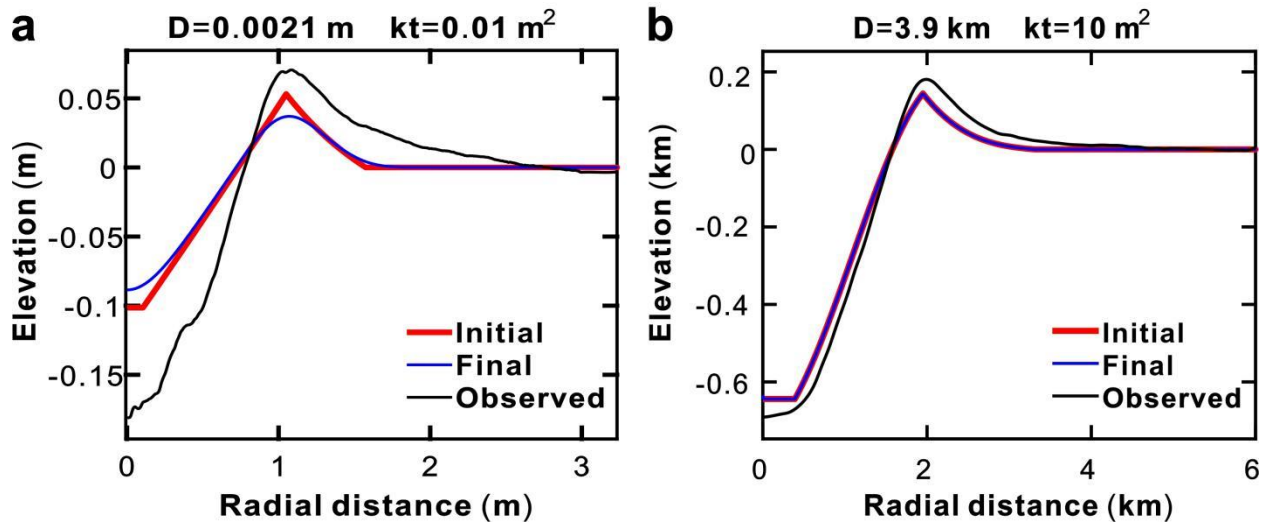 a
D=0.0021 m kt=0.01 m²
Elevation (m)
0.05
0
-0.05
-0.1
-0.15
Initial
Final
Observed
0 1 2 3
Radial distance (m)
b
D=3.9 km kt=10 m²
Elevation (km)
0.2
0
-0.2
-0.4
-0.6
Initial
Final
Observed
0 2 4 6
Radial distance (km)